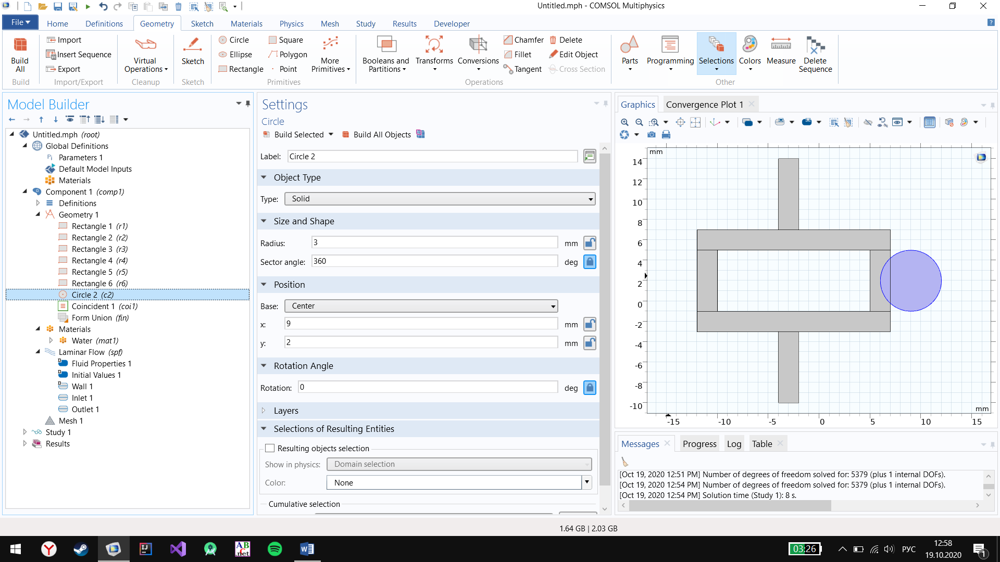 Untitled.mph - COMSOL Multiphysics
File
Home
Definitions
Geometry
Sketch
Materials
Physics
Mesh
Study
Results
Developer
Build All
Build
Import
Insert Sequence
Export
Import/Export
Virtual Operations
Cleanup
Sketch
Sketch
Circle
Ellipse
Rectangle
Square
Polygon
Point
More Primitives
Primitives
Booleans and Partitions
Transforms
Conversions
Chamfer
Fillet
Tangent
Delete
Edit Object
Cross Section
Operations
Parts
Programming
Selections
Colors
Measure
Delete Sequence
Other
Model Builder
Untitled.mph (root)
Global Definitions
Pi Parameters 1
Default Model Inputs
Materials
Component 1 (comp1)
Definitions
Geometry 1
Rectangle 1 (r1)
Rectangle 2 (r2)
Rectangle 3 (r3)
Rectangle 4 (r4)
Rectangle 5 (r5)
Rectangle 6 (r6)
Circle 2 (c2)
Coincident 1 (coi1)
Form Union (fin)
Materials
Water (mat1)
Laminar Flow (spf)
Fluid Properties 1
Initial Values 1
Wall 1
Inlet 1
Outlet 1
Mesh 1
Study 1
Results
Settings
Circle
Build Selected
Build All Objects
Label: Circle 2
Object Type
Type: Solid
Size and Shape
Radius: 3 mm
Sector angle: 360 deg
Position
Base: Center
x: 9 mm
y: 2 mm
Rotation Angle
Rotation: 0 deg
Layers
Selections of Resulting Entities
Resulting objects selection
Show in physics: Domain selection
Color: None
Cumulative selection
Graphics
Convergence Plot 1
mm
14
12
10
8
6
4
2
0
-2
-4
-6
-8
-10
mm
-15 -10 -5 0 5 10 15
Messages
Progress
Log
Table
[Oct 19, 2020 12:51 PM] Number of degrees of freedom solved for: 5379 (plus 1 internal DOFs).
[Oct 19, 2020 12:54 PM] Number of degrees of freedom solved for: 5379 (plus 1 internal DOFs).
[Oct 19, 2020 12:54 PM] Solution time (Study 1): 8 s.
1.64 GB | 2.03 GB
03:26
РУС
12:58
19.10.2020
1